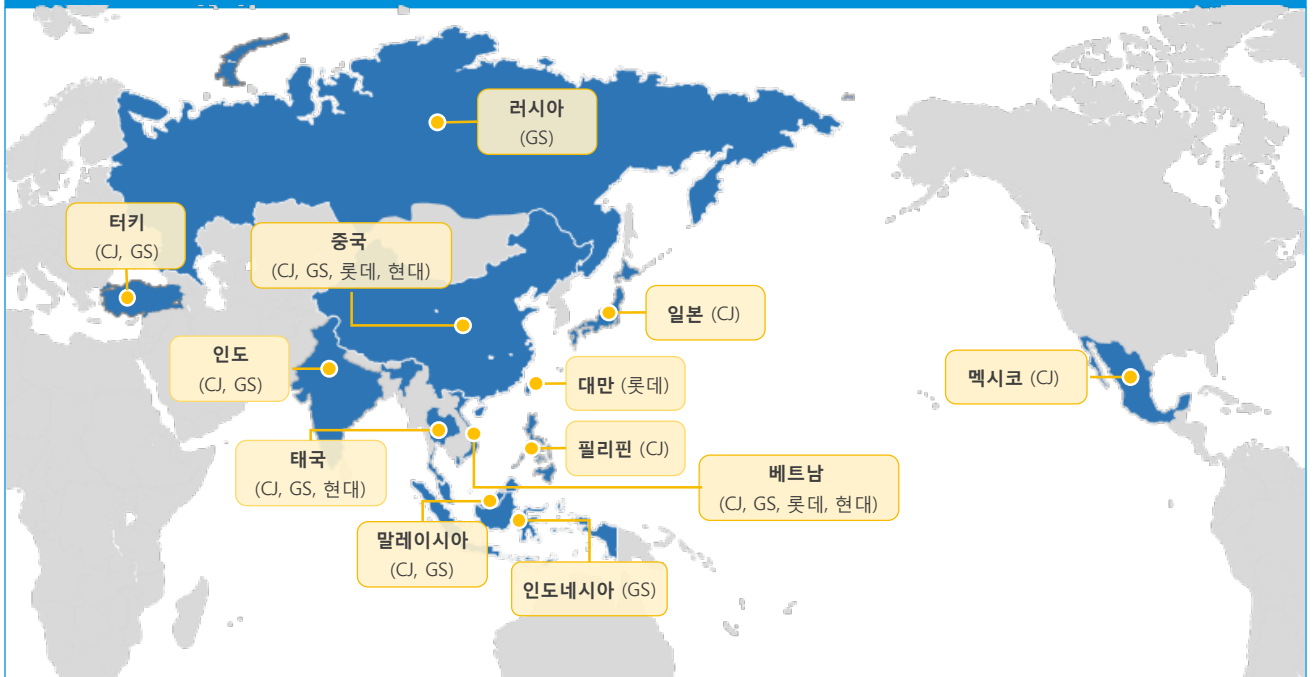 러시아
(GS)
터키
(CJ, GS)
중국
(CJ, GS, 롯데, 현대)
일본 (CJ)
인도
(CJ, GS)
대만 (롯데)
멕시코 (CJ)
필리핀 (CJ)
태국
(CJ, GS, 현대)
베트남
(CJ, GS, 롯데, 현대)
말레이시아
(CJ, GS)
인도네시아 (GS)